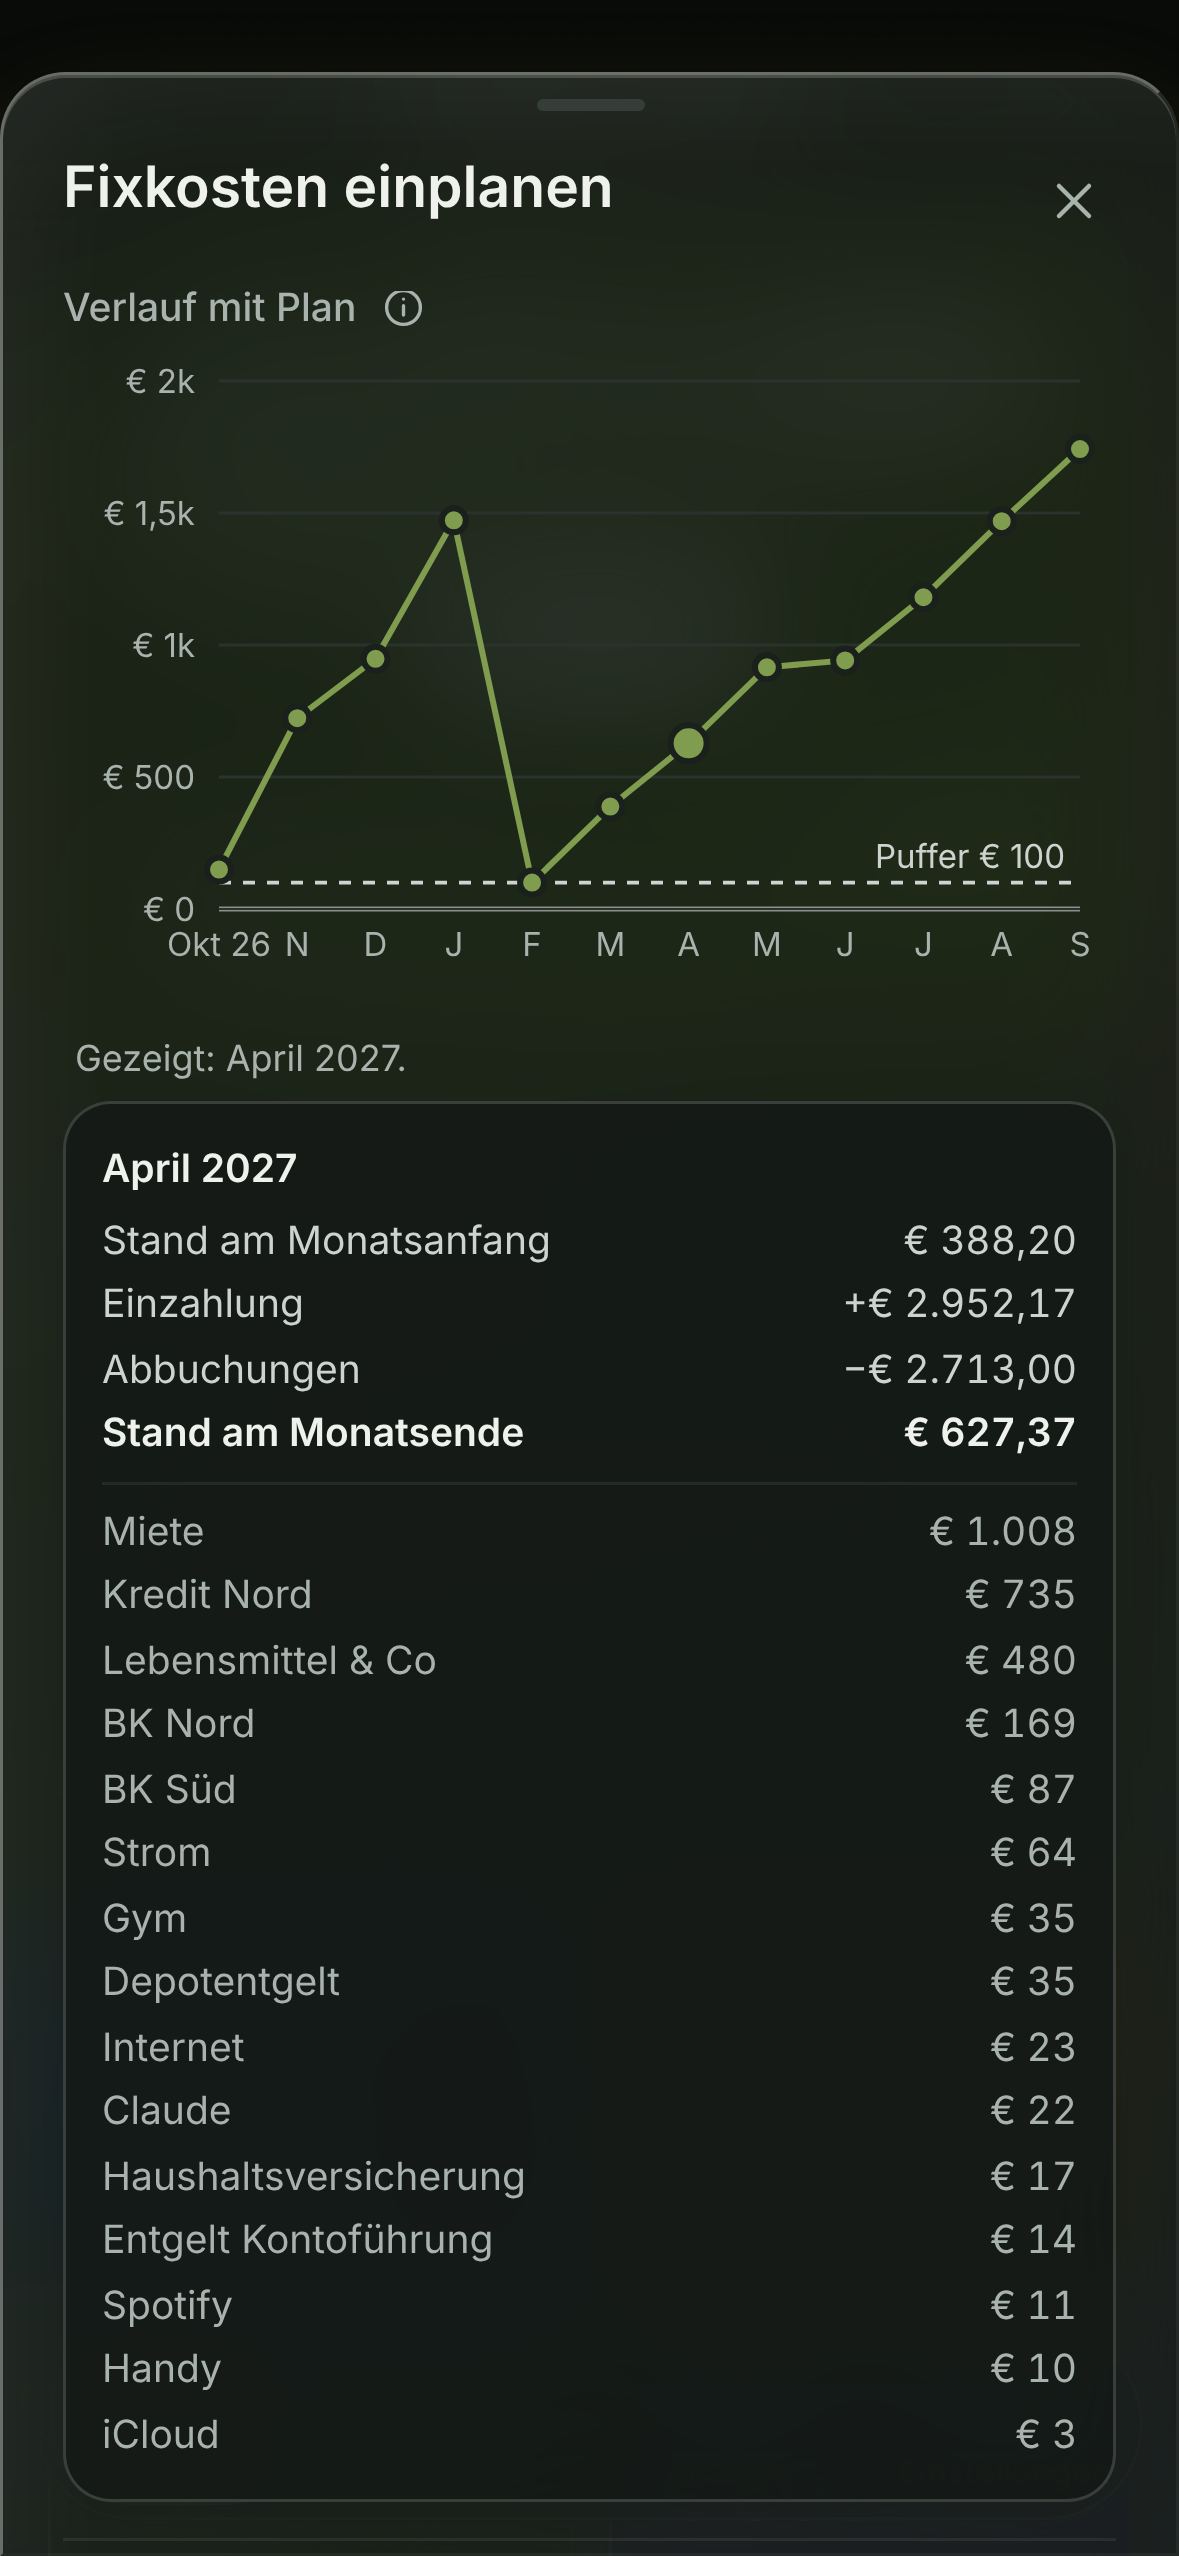 Fixkosten einplanen
Verlauf mit Plan
€ 2k
€ 1,5k
€ 1k
€ 500
Puffer € 100
€ 0
Okt 26 N D J F M A M J J A S
Gezeigt: April 2027.
April 2027
Stand am Monatsanfang € 388,20
Einzahlung +€ 2.952,17
Abbuchungen −€ 2.713,00
Stand am Monatsende € 627,37
Miete € 1.008
Kredit Nord € 735
Lebensmittel & Co € 480
BK Nord € 169
BK Süd € 87
Strom € 64
Gym € 35
Depotentgelt € 35
Internet € 23
Claude € 22
Haushaltsversicherung € 17
Entgelt Kontoführung € 14
Spotify € 11
Handy € 10
iCloud € 3